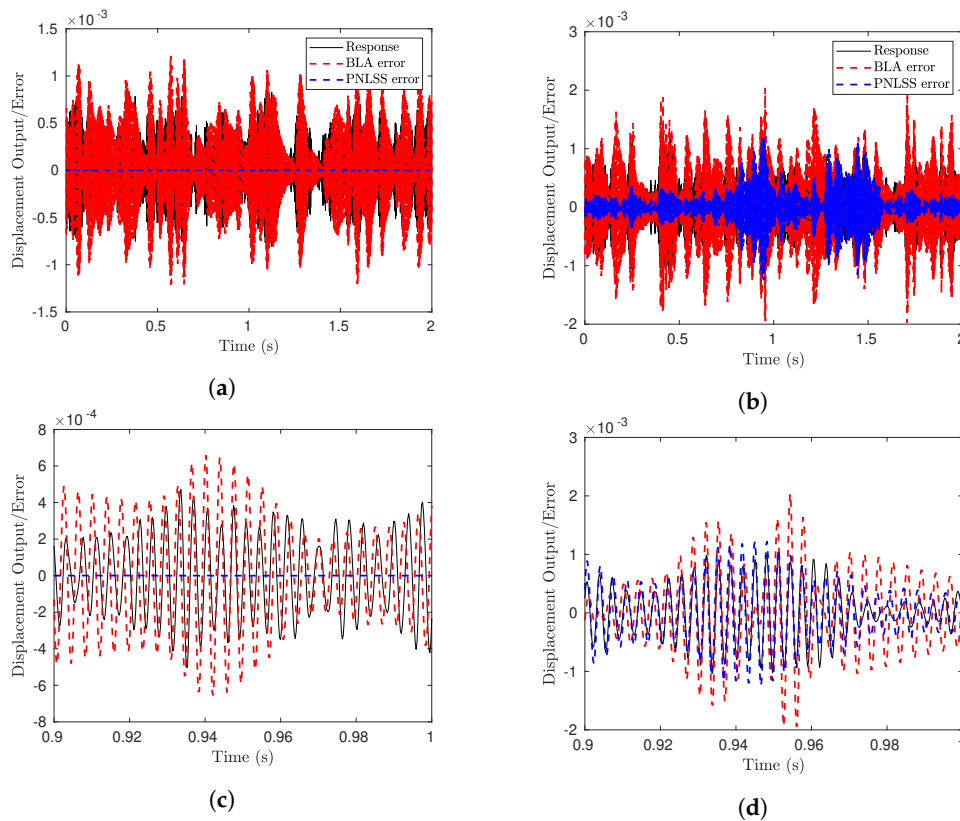 ×10⁻³
1.5
1
0.5
0
-0.5
-1
-1.5
Displacement Output/Error
Response
BLA error
PNLSS error
0 0.5 1 1.5 2
Time (s)
(a)
×10⁻³
3
2
1
0
-1
-2
Displacement Output/Error
Response
BLA error
PNLSS error
0 0.5 1 1.5 2
Time (s)
(b)
×10⁻⁴
8
6
4
2
0
-2
-4
-6
-8
Displacement Output/Error
0.9 0.92 0.94 0.96 0.98 1
Time (s)
(c)
×10⁻³
3
2
1
0
-1
-2
Displacement Output/Error
0.9 0.92 0.94 0.96 0.98 1
Time (s)
(d)